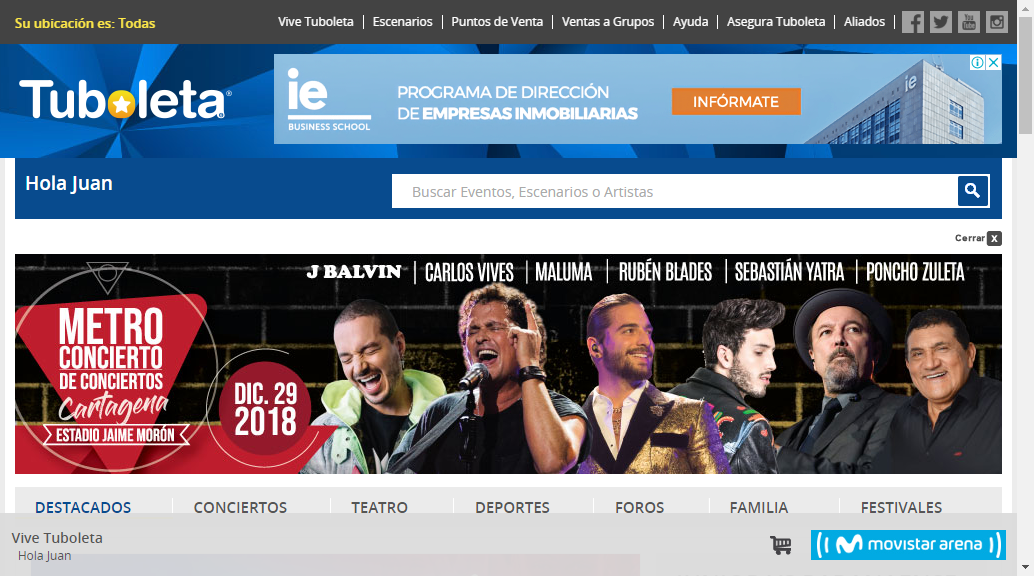 Su ubicación es: Todas
Vive Tuboleta
Escenarios
Puntos de Venta
Ventas a Grupos
Ayuda
Asegura Tuboleta
Aliados
You Tube
Tuboleta®
ie
BUSINESS SCHOOL
PROGRAMA DE DIRECCIÓN
DE EMPRESAS INMOBILIARIAS
INFÓRMATE
ie
Hola Juan
Buscar Eventos, Escenarios o Artistas
Cerrar X
J BALVIN | CARLOS VIVES | MALUMA | RUBÉN BLADES | SEBASTIÁN YATRA | PONCHO ZULETA
METRO
CONCIERTO
DE CONCIERTOS
Cartagena
ESTADIO JAIME MORÓN
DIC. 29
2018
DESTACADOS
CONCIERTOS
TEATRO
DEPORTES
FOROS
FAMILIA
FESTIVALES
Vive Tuboleta
Hola Juan
movistar arena